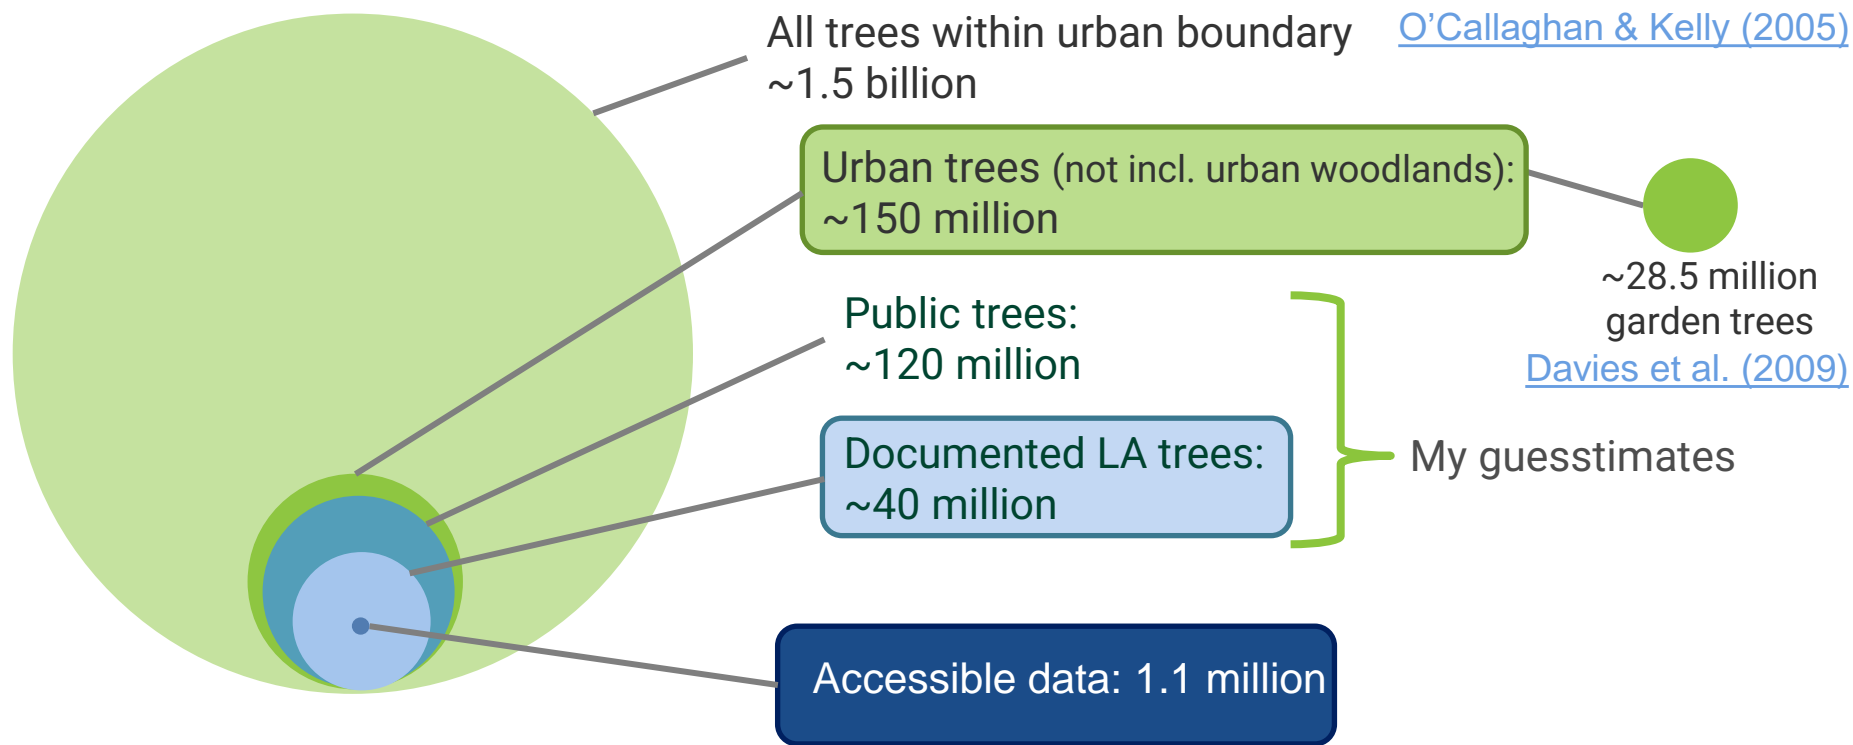 All trees within urban boundary
~1.5 billion
O’Callaghan & Kelly (2005)
Urban trees (not incl. urban woodlands):
~150 million
~28.5 million
garden trees
Davies et al. (2009)
Public trees:
~120 million
Documented LA trees:
~40 million
My guesstimates
Accessible data: 1.1 million